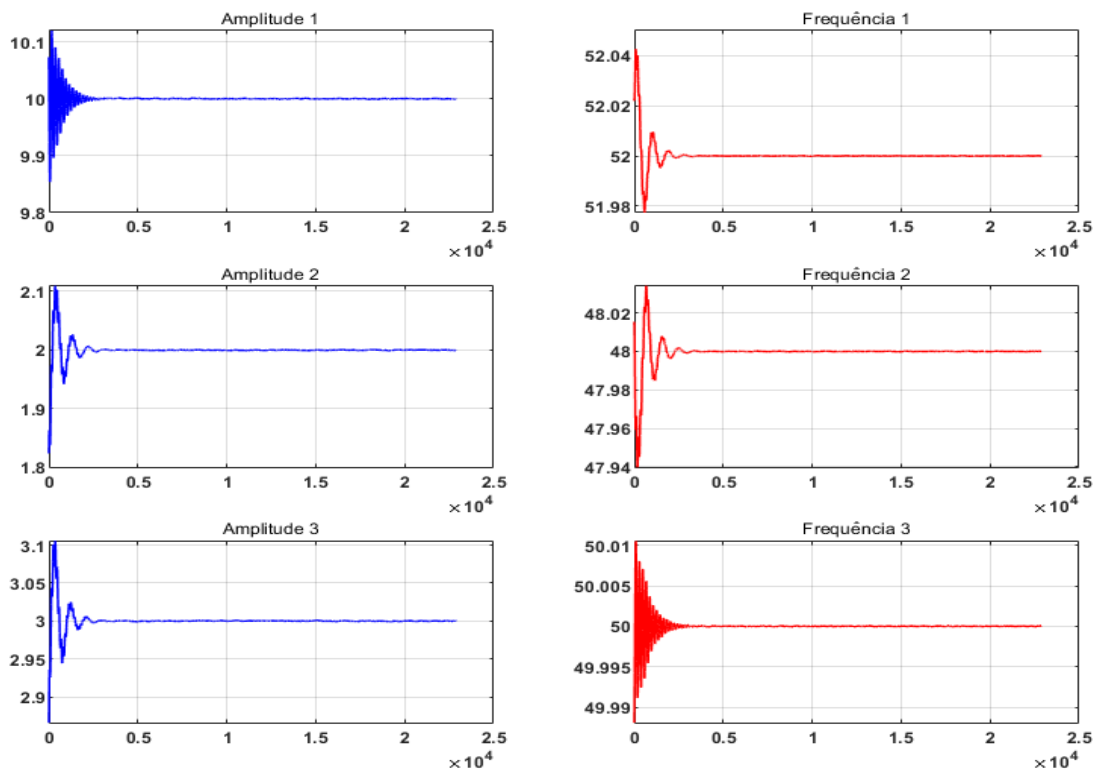 Amplitude 1
10.1
10
9.9
9.8
0 0.5 1 1.5 2 2.5
×10^4
Frequência 1
52.04
52.02
52
51.98
0 0.5 1 1.5 2 2.5
×10^4
Amplitude 2
2.1
2
1.9
1.8
0 0.5 1 1.5 2 2.5
×10^4
Frequência 2
48.02
48
47.98
47.96
47.94
0 0.5 1 1.5 2 2.5
×10^4
Amplitude 3
3.1
3.05
3
2.95
2.9
0 0.5 1 1.5 2 2.5
×10^4
Frequência 3
50.01
50.005
50
49.995
49.99
0 0.5 1 1.5 2 2.5
×10^4